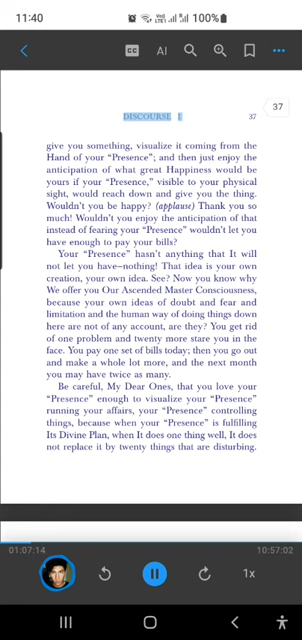 11:40
100%
CC
AI
37
DISCOURSE I
37
give you something, visualize it coming from the
Hand of your “Presence”; and then just enjoy the
anticipation of what great Happiness would be
yours if your “Presence,” visible to your physical
sight, would reach down and give you the thing.
Wouldn’t you be happy? (applause) Thank you so
much! Wouldn’t you enjoy the anticipation of that
instead of fearing your “Presence” wouldn’t let you
have enough to pay your bills?
Your “Presence” hasn’t anything that It will
not let you have—nothing! That idea is your own
creation, your own idea. See? Now you know why
We offer you Our Ascended Master Consciousness,
because your own ideas of doubt and fear and
limitation and the human way of doing things down
here are not of any account, are they? You get rid
of one problem and twenty more stare you in the
face. You pay one set of bills today; then you go out
and make a whole lot more, and the next month
you may have twice as many.
Be careful, My Dear Ones, that you love your
“Presence” enough to visualize your “Presence”
running your affairs, your “Presence” controlling
things, because when your “Presence” is fulfilling
Its Divine Plan, when It does one thing well, It does
not replace it by twenty things that are disturbing.
01:07:14
10:57:02
1x